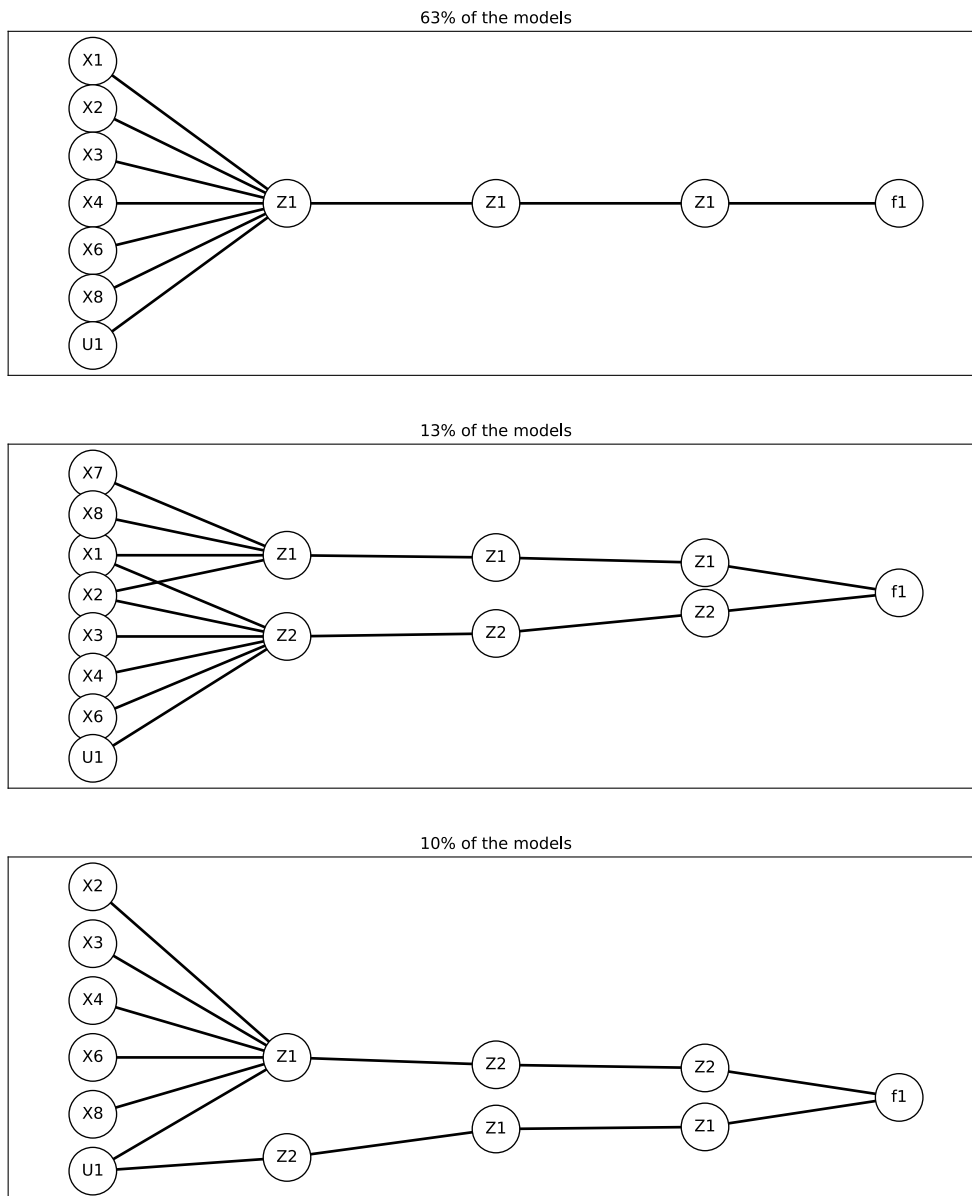 63% of the models
X1
X2
X3
X4
X6
X8
U1
Z1
Z1
Z1
f1
13% of the models
X7
X8
X1
X2
X3
X4
X6
U1
Z1
Z2
Z1
Z2
Z1
Z2
f1
10% of the models
X2
X3
X4
X6
X8
U1
Z1
Z2
Z2
Z1
Z2
Z1
f1